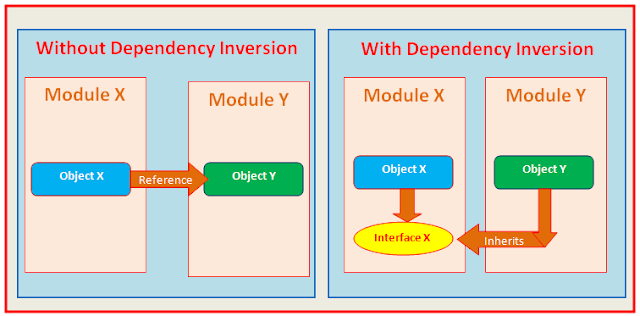 Without Dependency Inversion
Module X
Module Y
Object X
Reference
Object Y
With Dependency Inversion
Module X
Module Y
Object X
Object Y
Interface X
Inherits